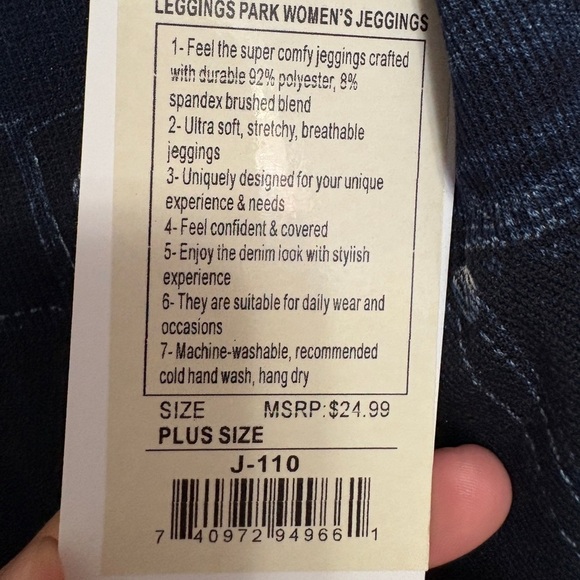 LEGGINGS PARK WOMEN'S JEGGINGS
1- Feel the super comfy jeggings crafted
with durable 92% polyester, 8%
spandex brushed blend
2- Ultra soft, stretchy, breathable
jeggings
3- Uniquely designed for your unique
experience & needs
4- Feel confident & covered
5- Enjoy the denim look with stylish
experience
6- They are suitable for daily wear and
occasions
7- Machine-washable, recommended
cold hand wash, hang dry
SIZE MSRP:$24.99
PLUS SIZE
J-110
7 40972 94966 1